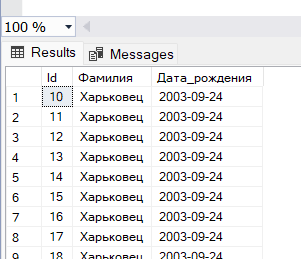 100 %
Results Messages
Id Фамилия Дата_рождения
1 10 Харьковец 2003-09-24
2 11 Харьковец 2003-09-24
3 12 Харьковец 2003-09-24
4 13 Харьковец 2003-09-24
5 14 Харьковец 2003-09-24
6 15 Харьковец 2003-09-24
7 16 Харьковец 2003-09-24
8 17 Харьковец 2003-09-24
9 18 Харьковец 2003-09-24